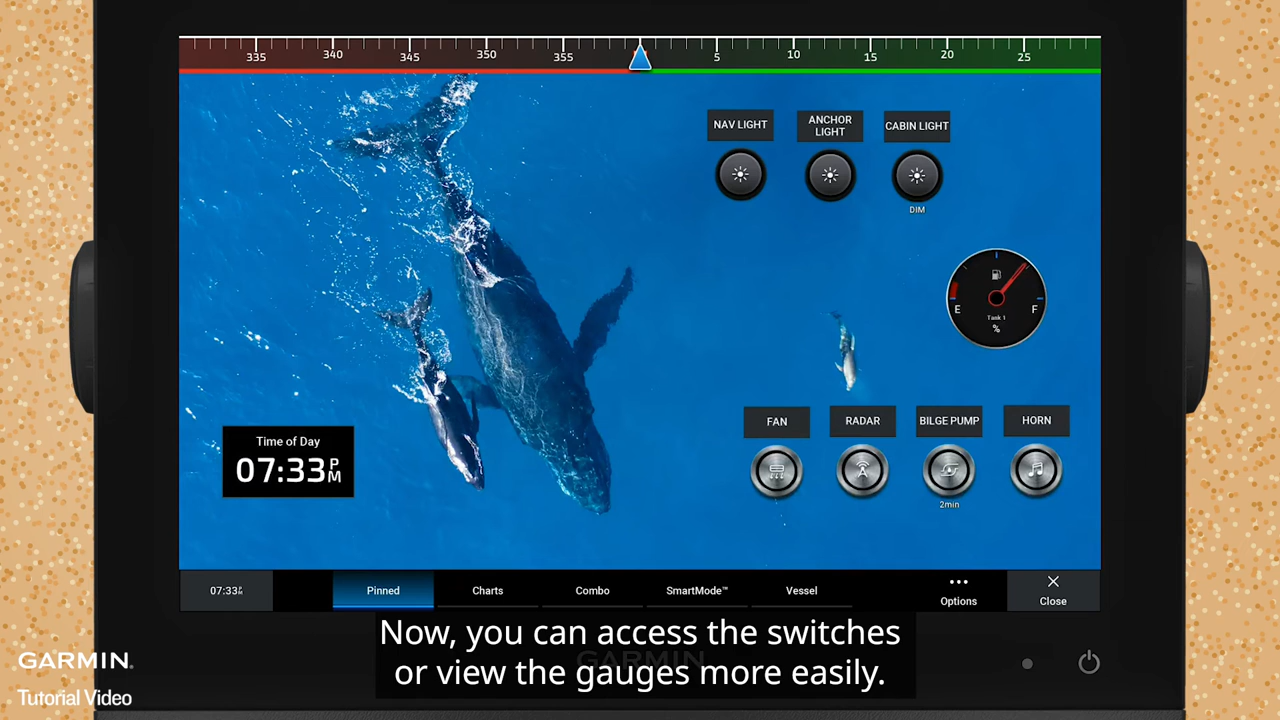 335 340 345 350 355 5 10 15 20 25
NAV LIGHT
ANCHOR
LIGHT
CABIN LIGHT
DIM
E F
Tank 1
%
Time of Day
07:33PM
FAN
RADAR
BILGE PUMP
HORN
2min
07:33PM
Pinned
Charts
Combo
SmartMode™
Vessel
Options
Close
Now, you can access the switches
or view the gauges more easily.
GARMIN
GARMIN.
Tutorial Video